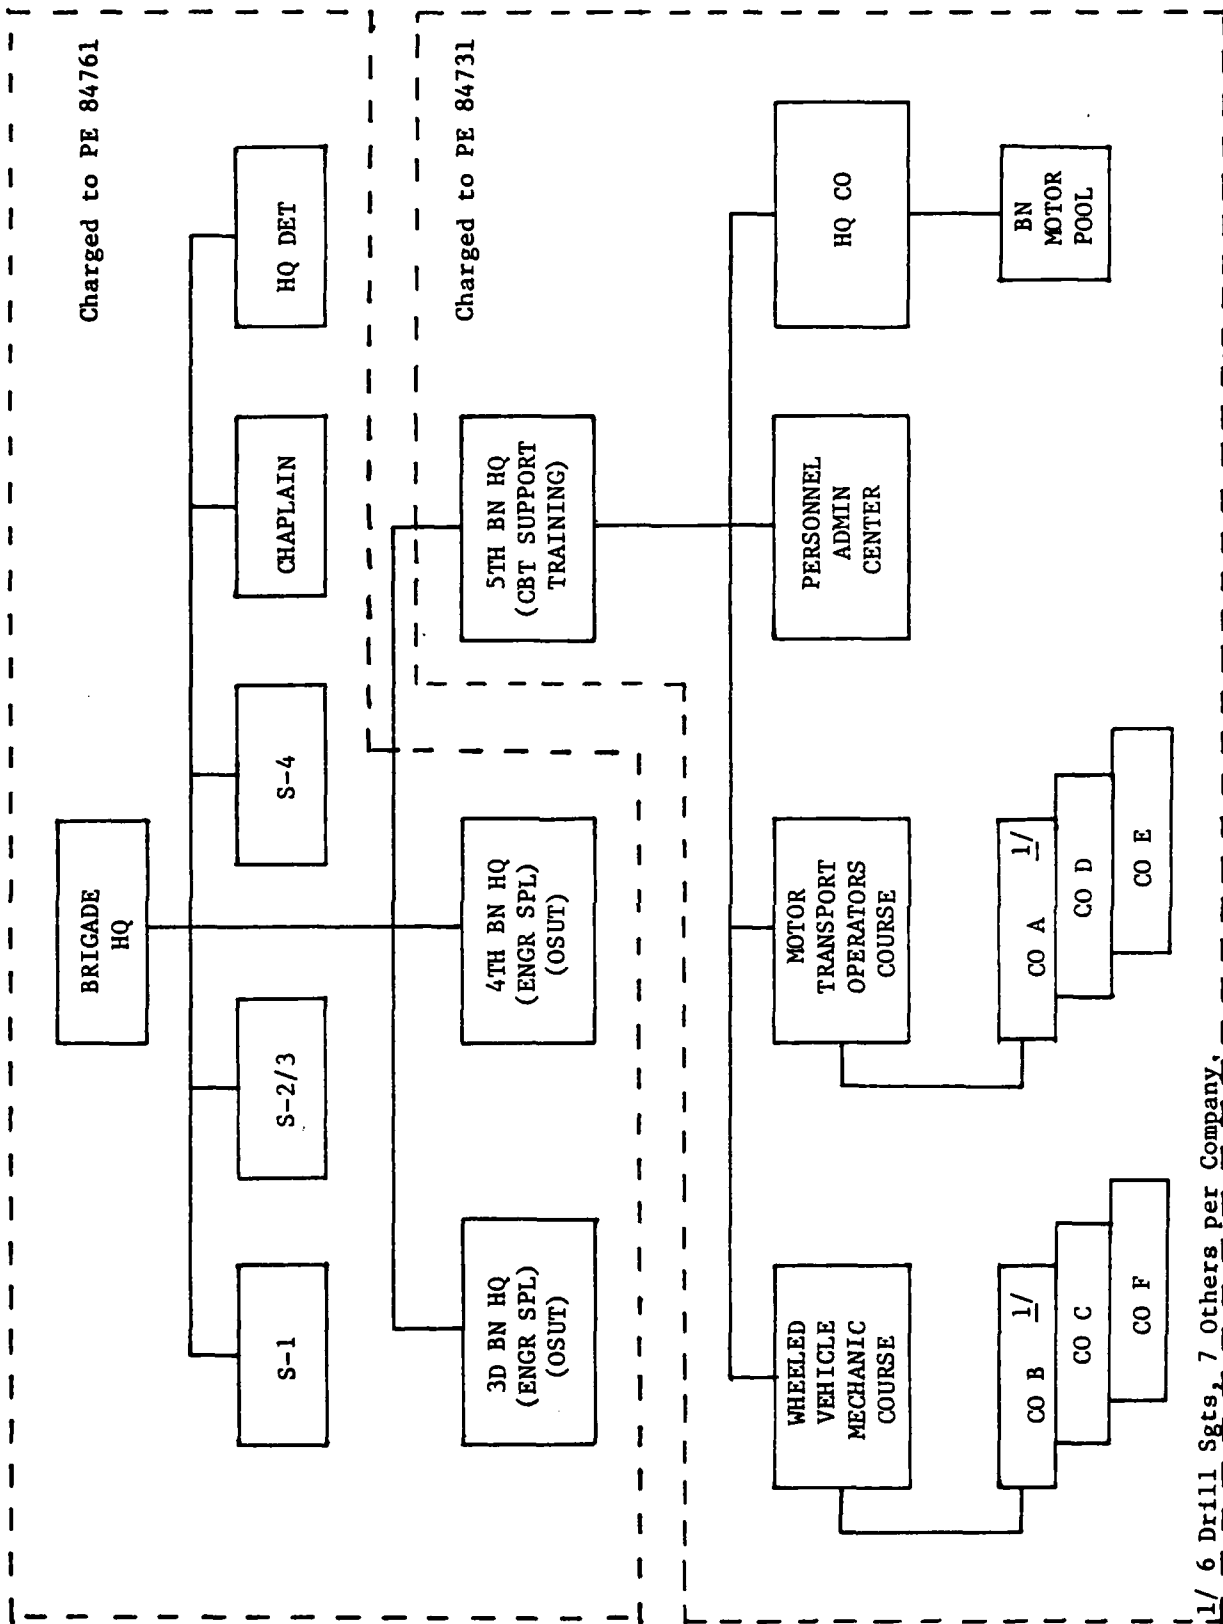 Charged to PE 84761
BRIGADE
HQ
S-1
S-2/3
S-4
CHAPLAIN
HQ DET
3D BN HQ
(ENGR SPL)
(OSUT)
4TH BN HQ
(ENGR SPL)
(OSUT)
5TH BN HQ
(CBT SUPPORT
TRAINING)
Charged to PE 84731
WHEELED
VEHICLE
MECHANIC
COURSE
MOTOR
TRANSPORT
OPERATORS
COURSE
PERSONNEL
ADMIN
CENTER
HQ CO
CO B 1/
CO C
CO F
CO A 1/
CO D
CO E
BN
MOTOR
POOL
1/ 6 Drill Sgts, 7 Others per Company.